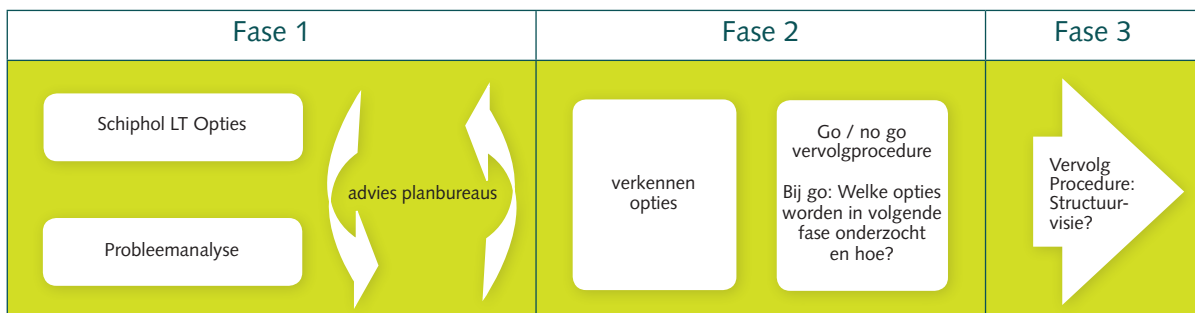 Fase 1
Fase 2
Fase 3
Schiphol LT Opties
Probleemanalyse
advies planbureaus
verkennen
opties
Go / no go
vervolgprocedure
Bij go: Welke opties
worden in volgende
fase onderzocht
en hoe?
Vervolg
Procedure:
Structuur-
visie?